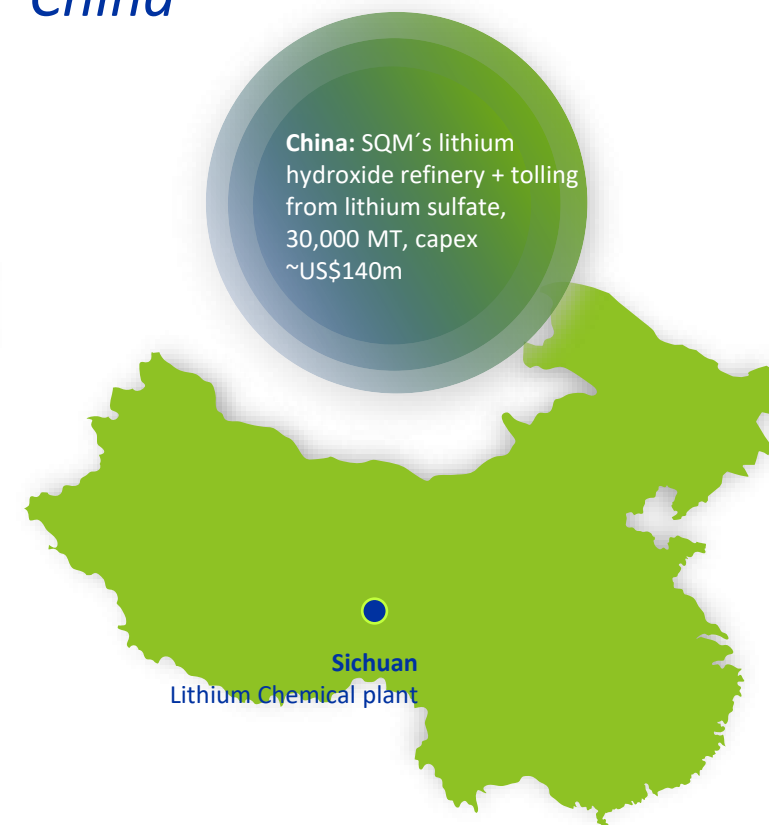 China
China: SQM´s lithium
hydroxide refinery + tolling
from lithium sulfate,
30,000 MT, capex
~US$140m
Sichuan
Lithium Chemical plant